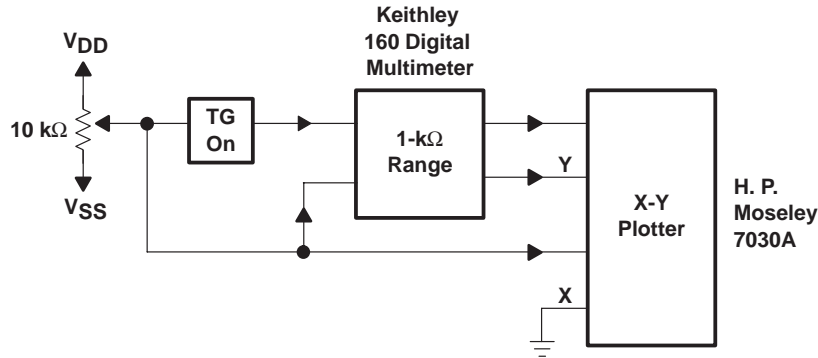 Keithley
160 Digital
Multimeter
VDD
10 kΩ
VSS
TG
On
1-kΩ
Range
Y
X
X-Y
Plotter
H. P.
Moseley
7030A